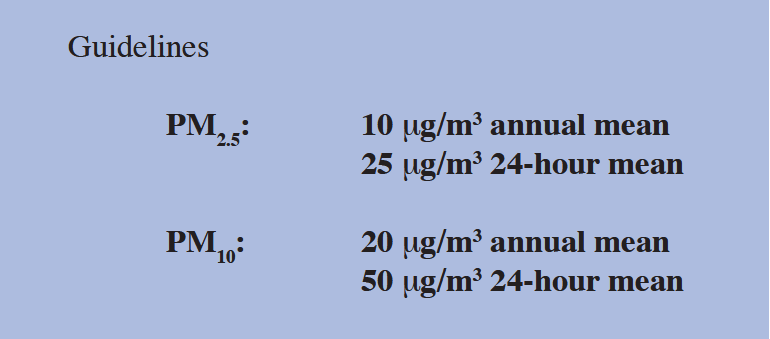 Guidelines
PM₂.₅: 10 μg/m³ annual mean
25 μg/m³ 24-hour mean
PM₁₀: 20 μg/m³ annual mean
50 μg/m³ 24-hour mean